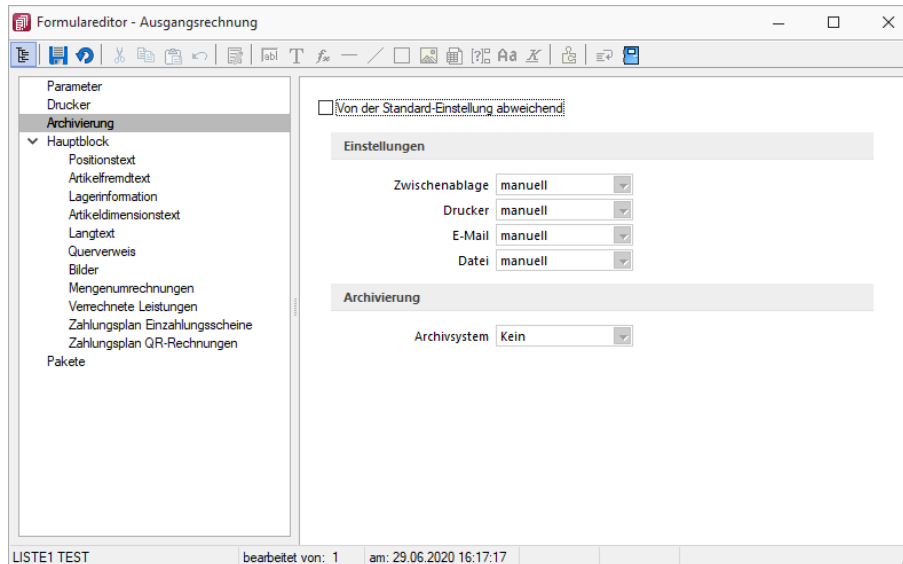 Formulareditor - Ausgangsrechnung
Parameter
Drucker
Archivierung
Hauptblock
Positionstext
Artikelfremdtext
Lagerinformation
Artikeldimensionstext
Langtext
Querverweis
Bilder
Mengenumrechnungen
Verrechnete Leistungen
Zahlungsplan Einzahlungsscheine
Zahlungsplan QR-Rechnungen
Pakete
Von der Standard-Einstellung abweichend
Einstellungen
Zwischenablage manuell
Drucker manuell
E-Mail manuell
Datei manuell
Archivierung
Archivsystem Kein
LISTE1 TEST bearbeitet von: 1 am: 29.06.2020 16:17:17